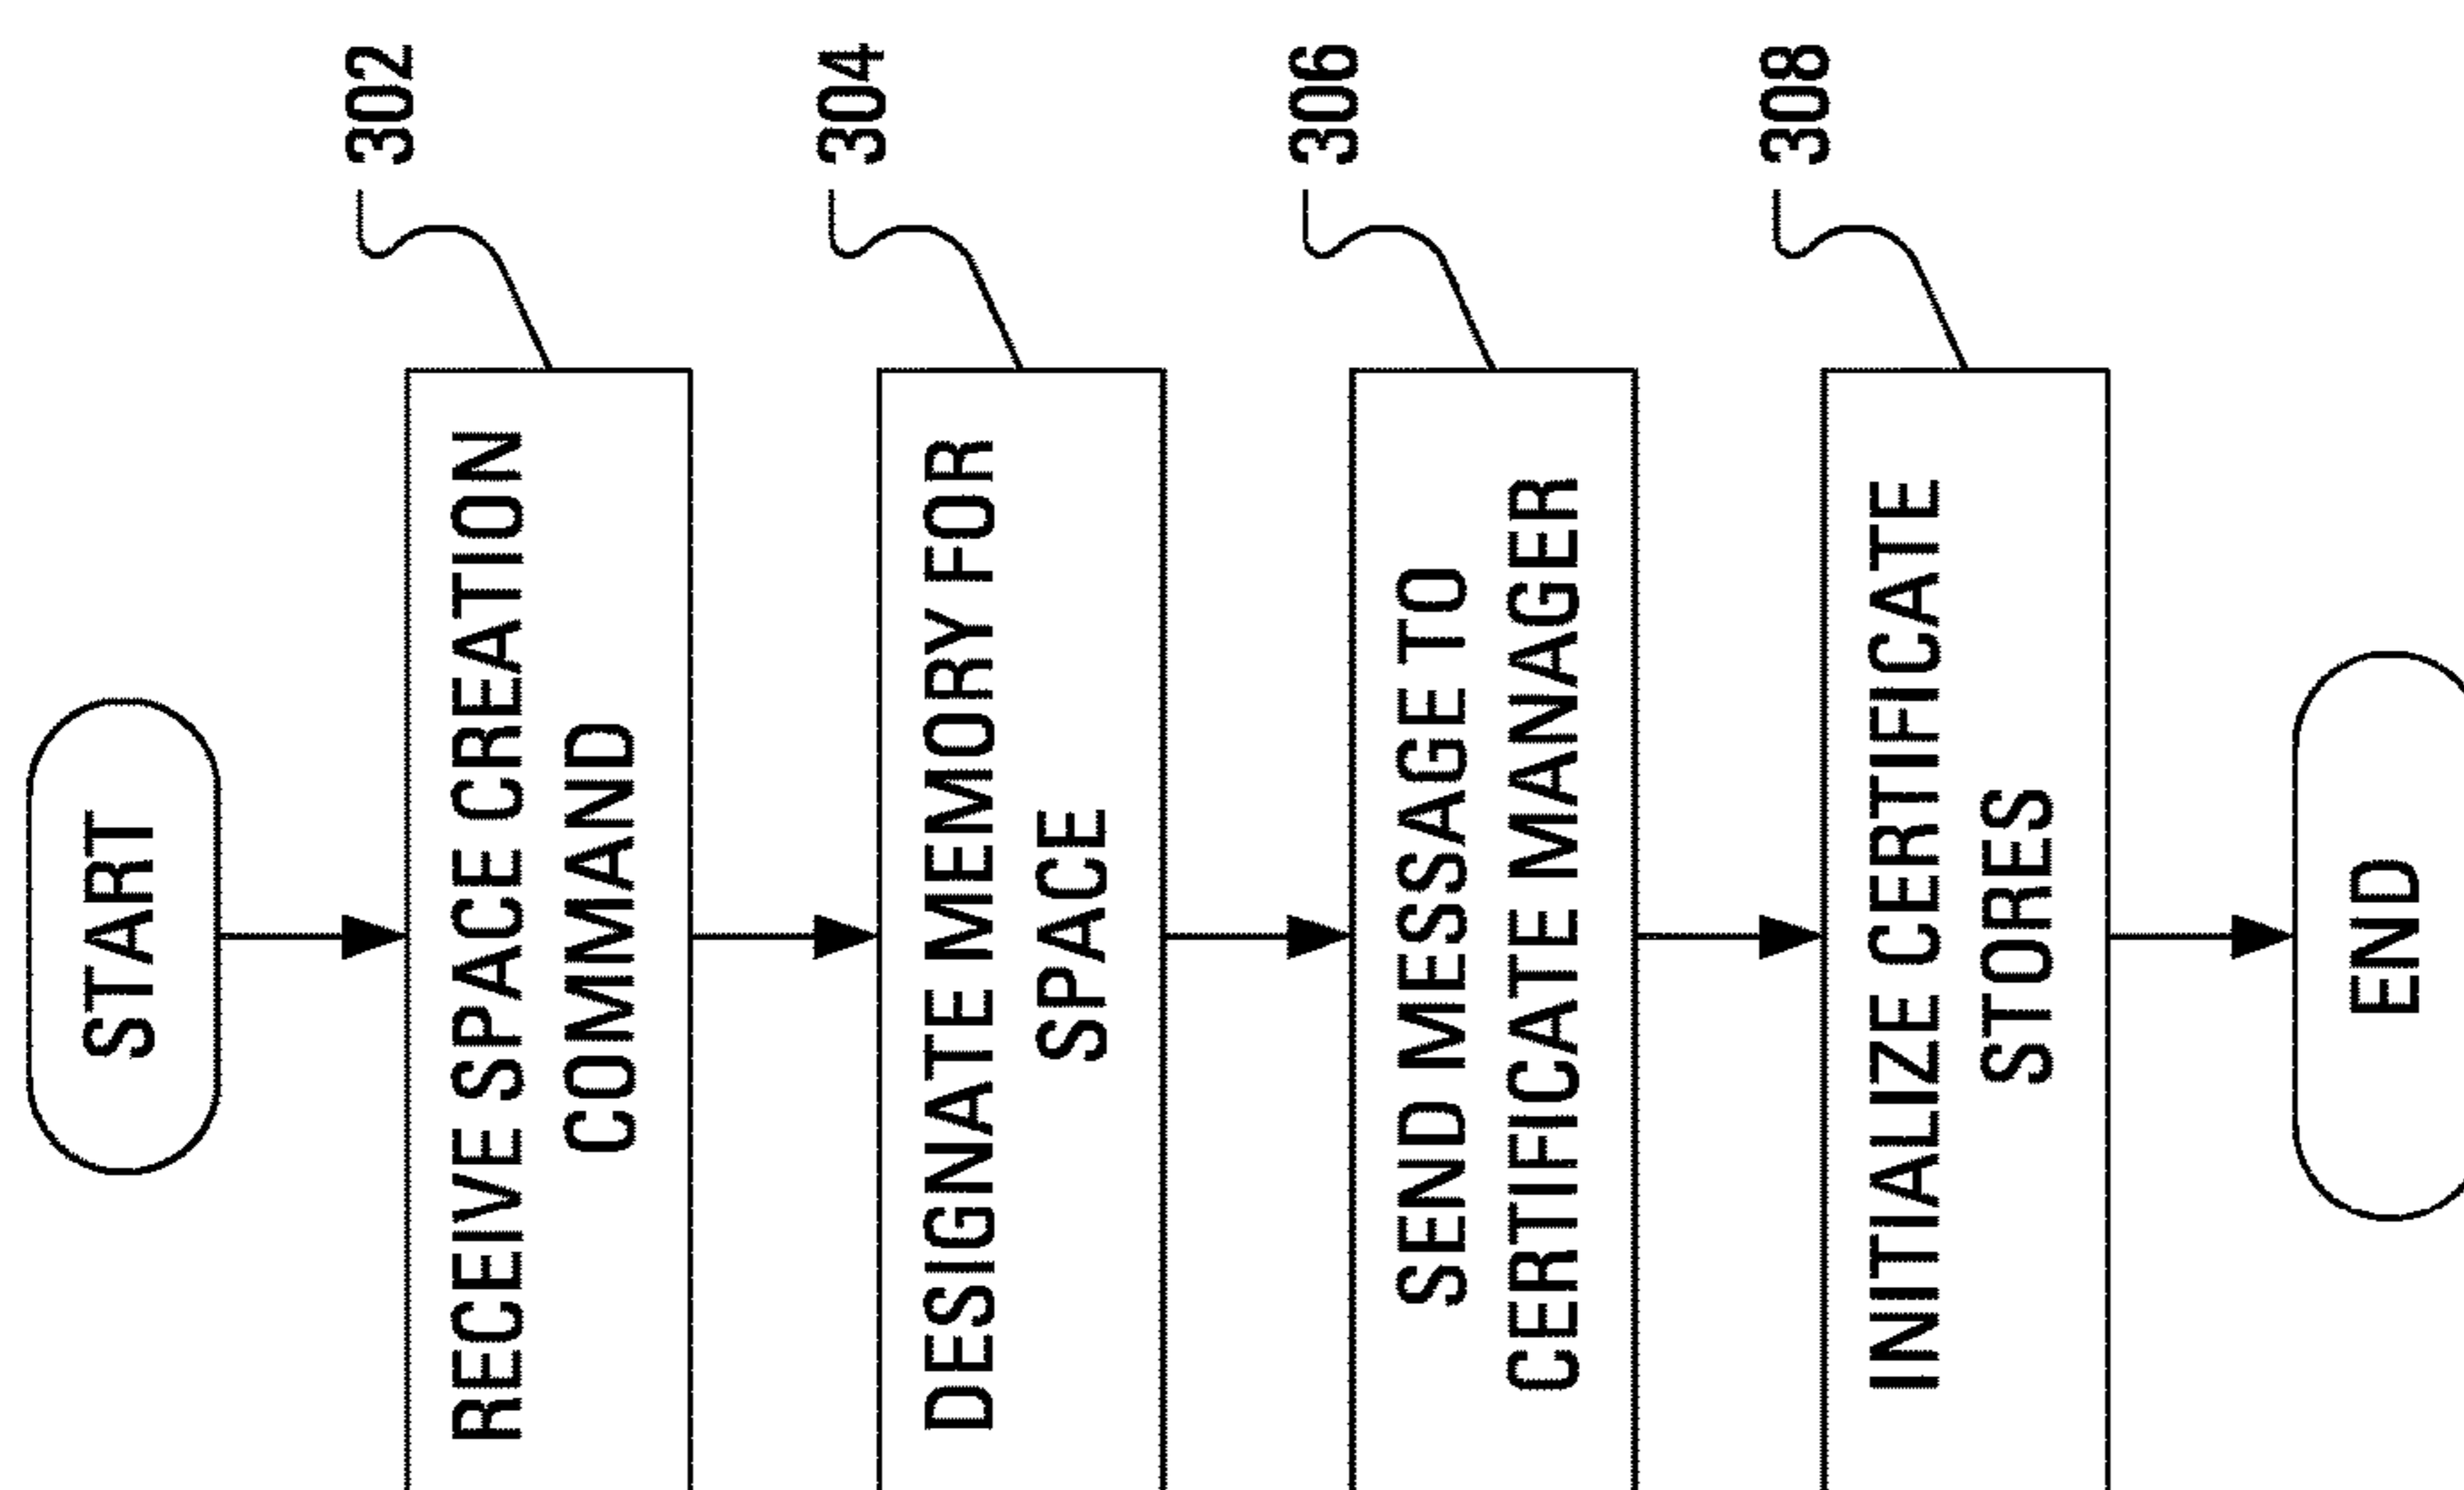 START
302
RECEIVE SPACE CREATION
COMMAND
304
DESIGNATE MEMORY FOR
SPACE
306
SEND MESSAGE TO
CERTIFICATE MANAGER
308
INITIALIZE CERTIFICATE
STORES
END